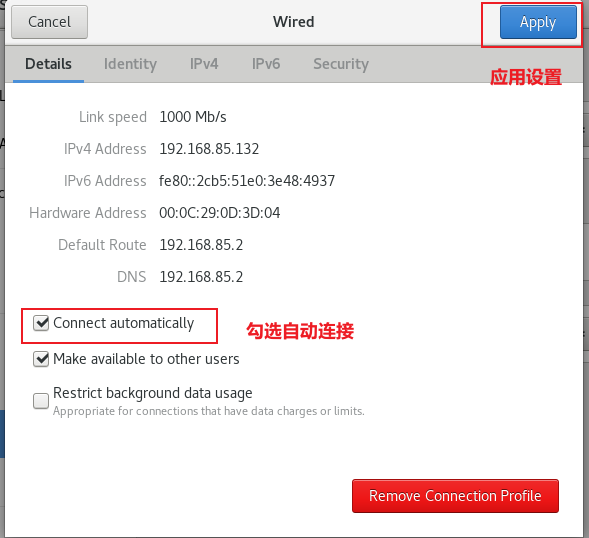 Cancel
Wired
Apply
应用设置
Details Identity IPv4 IPv6 Security
Link speed 1000 Mb/s
IPv4 Address 192.168.85.132
IPv6 Address fe80::2cb5:51e0:3e48:4937
Hardware Address 00:0C:29:0D:3D:04
Default Route 192.168.85.2
DNS 192.168.85.2
Connect automatically
勾选自动连接
Make available to other users
Restrict background data usage
Appropriate for connections that have data charges or limits.
Remove Connection Profile